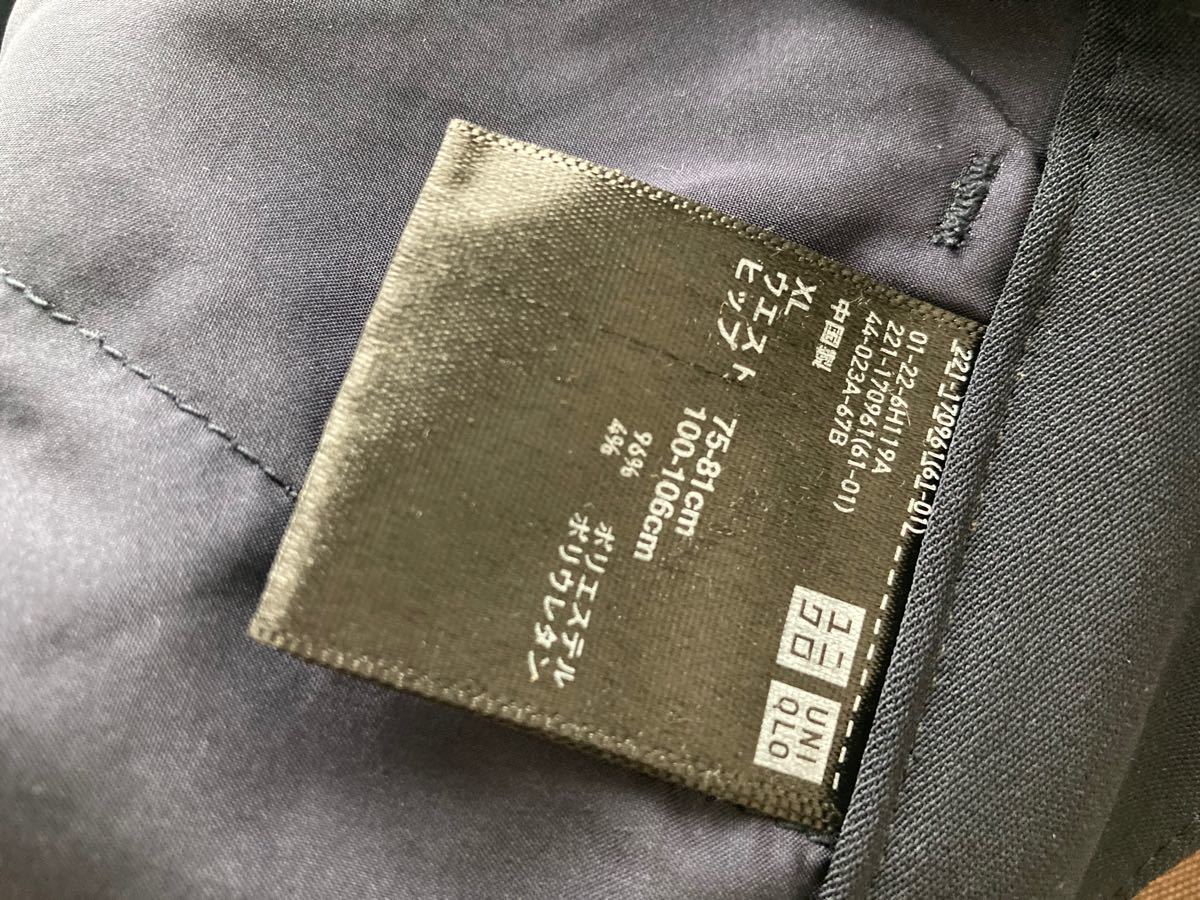 221-170961(61-01)
ユニ
クロ
UNI
QLO
01-22-6H119A
221-170961(61-01)
44-023A-67B
中国製
XL
ウエスト 75-81cm
ヒップ 100-106cm
96% ポリエステル
4% ポリウレタン